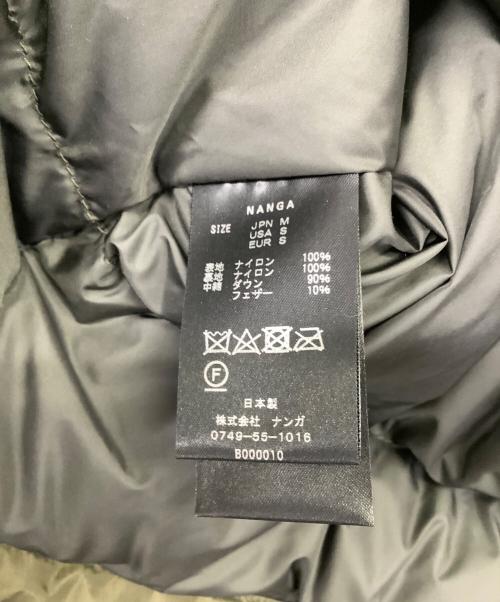 NANGA
SIZE JPN M
USA S
EUR S
表地 ナイロン 100%
裏地 ナイロン 100%
中綿 ダウン 90%
フェザー 10%
F
日本製
株式会社 ナンガ
0749-55-1016
B000010